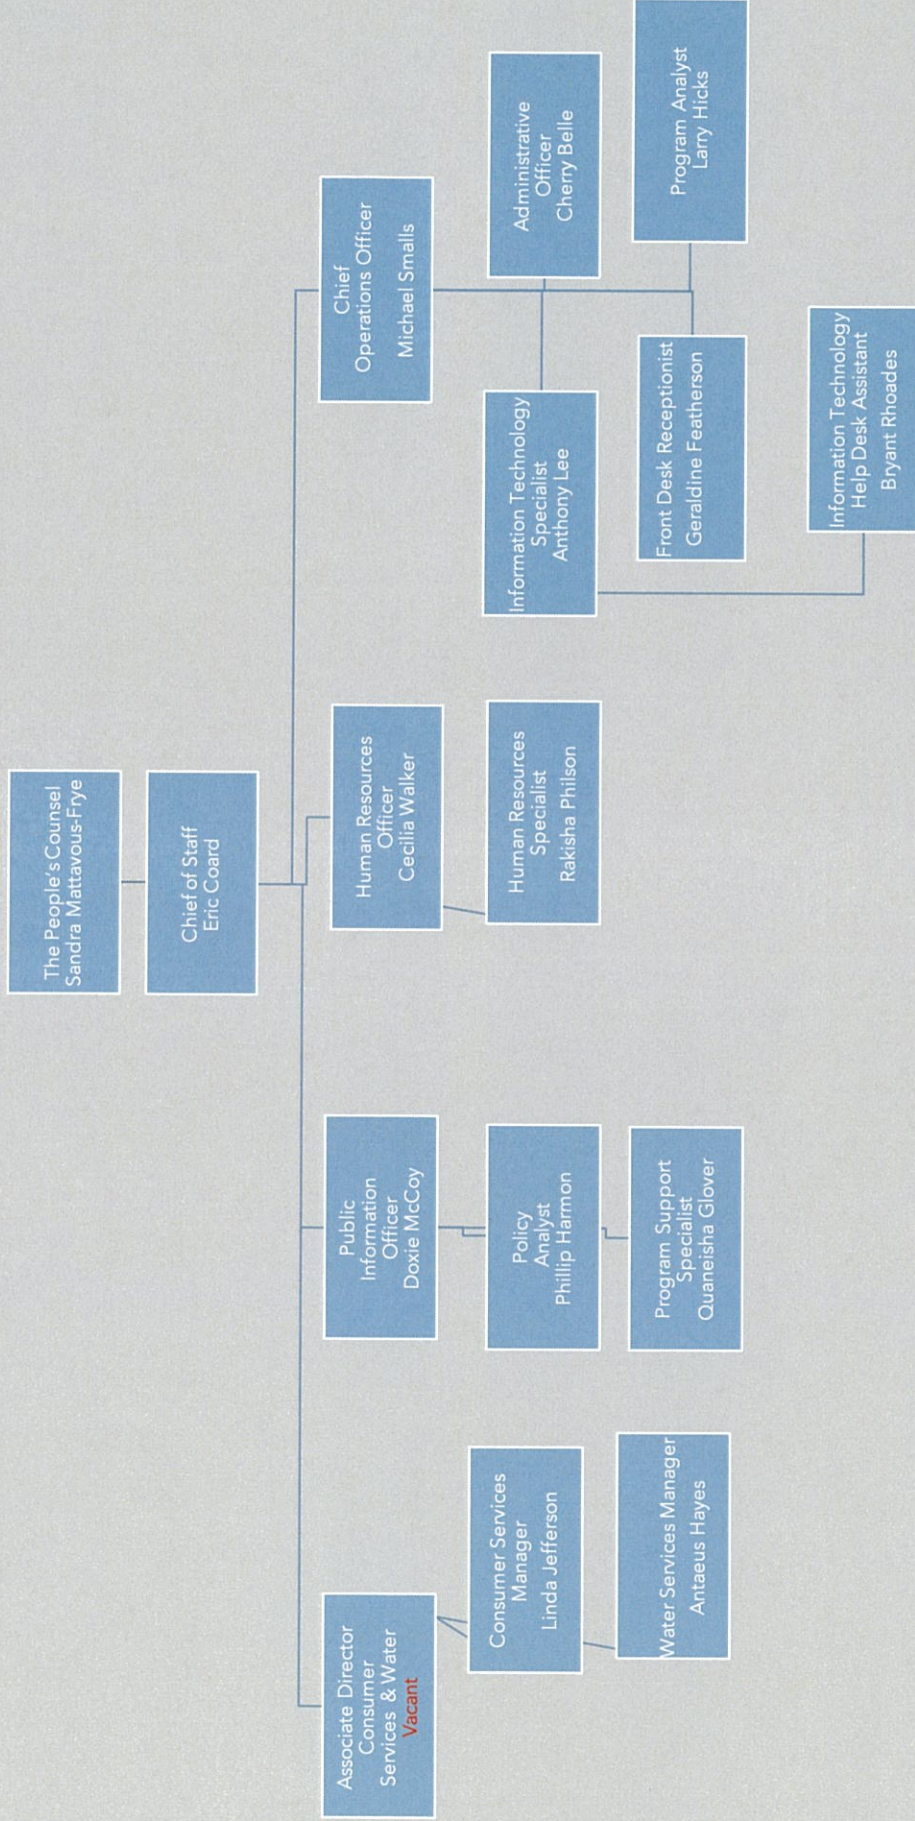 The People's Counsel
Sandra Mattavous-Frye
Chief of Staff
Eric Coard
Associate Director
Consumer
Services & Water
Vacant
Public
Information
Officer
Doxie McCoy
Human Resources
Officer
Cecilia Walker
Chief
Operations Officer
Michael Smalls
Consumer Services
Manager
Linda Jefferson
Water Services Manager
Antaeus Hayes
Policy
Analyst
Phillip Harmon
Program Support
Specialist
Quaneisha Glover
Human Resources
Specialist
Rakisha Philson
Information Technology
Specialist
Anthony Lee
Administrative
Officer
Cherry Belle
Front Desk Receptionist
Geraldine Featherson
Program Analyst
Larry Hicks
Information Technology
Help Desk Assistant
Bryant Rhoades